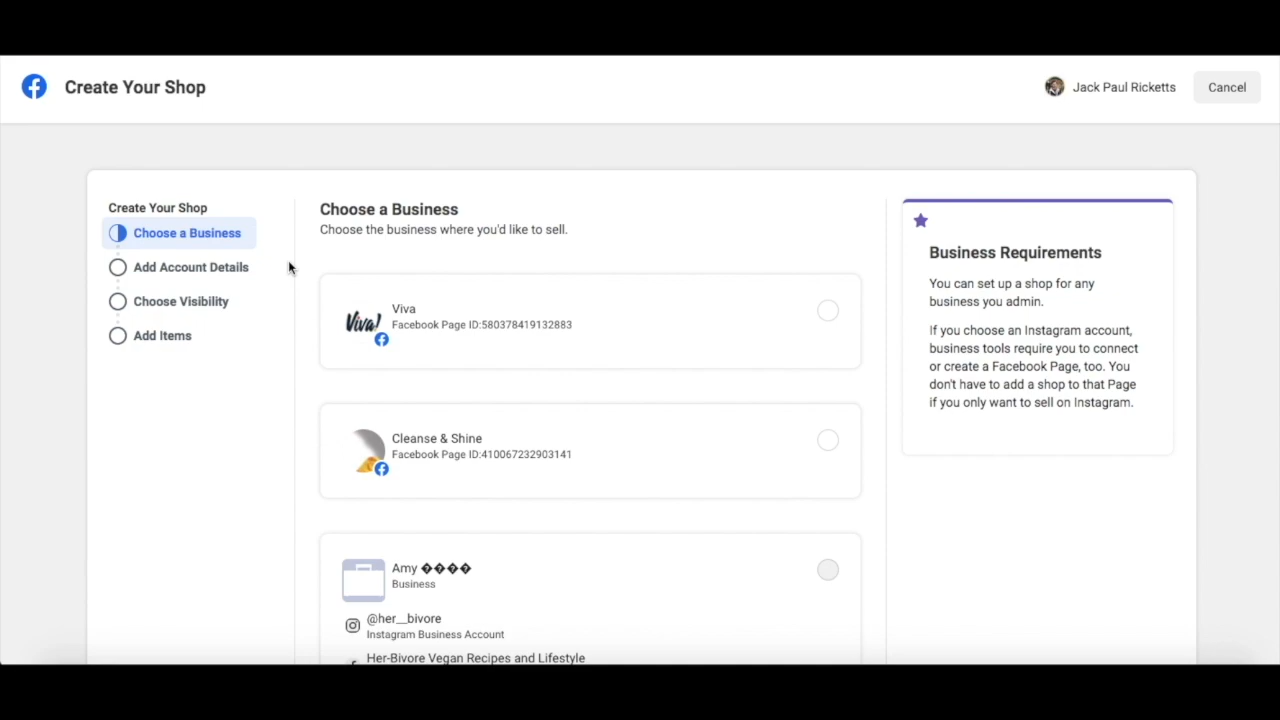 Create Your Shop
Jack Paul Ricketts
Cancel
Create Your Shop
Choose a Business
Add Account Details
Choose Visibility
Add Items
Choose a Business
Choose the business where you'd like to sell.
Viva!
Viva
Facebook Page ID:580378419132883
Cleanse & Shine
Facebook Page ID:410067232903141
Amy ����
Business
@her__bivore
Instagram Business Account
Her-Bivore Vegan Recipes and Lifestyle
Business Requirements
You can set up a shop for any
business you admin.
If you choose an Instagram account,
business tools require you to connect
or create a Facebook Page, too. You
don't have to add a shop to that Page
if you only want to sell on Instagram.